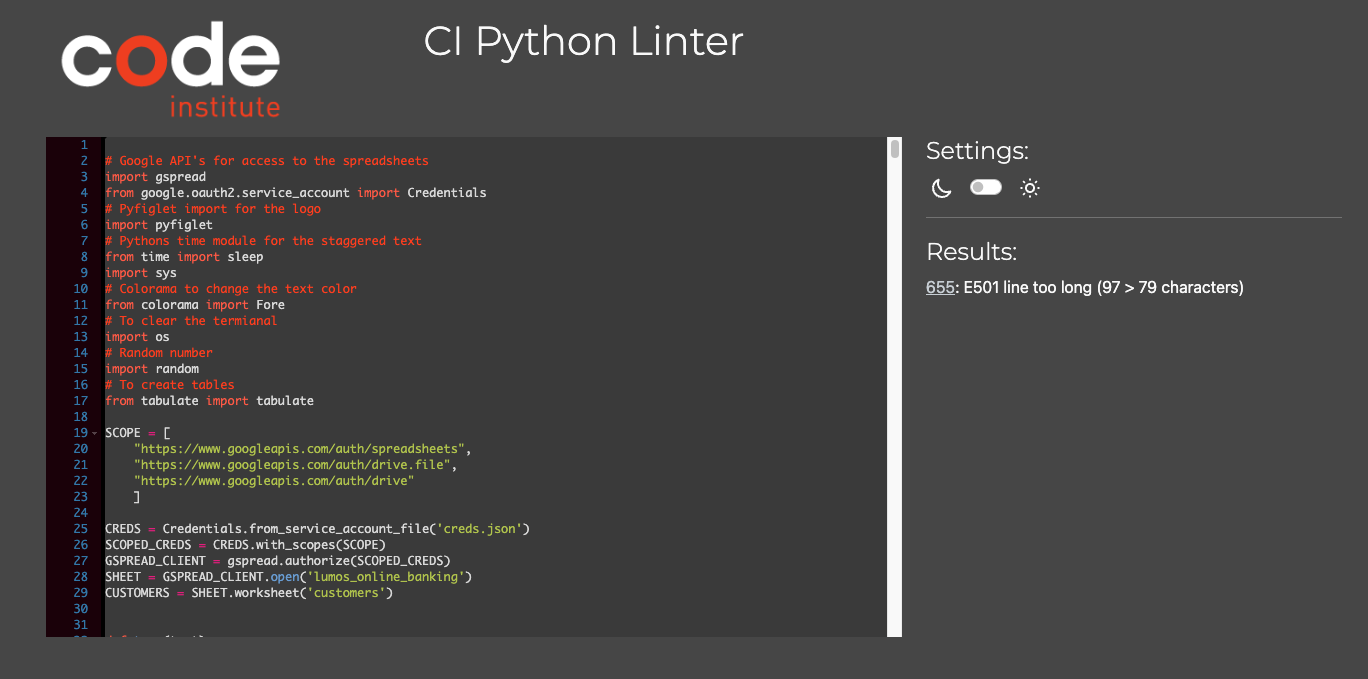 code
institute
CI Python Linter
1
2 # Google API's for access to the spreadsheets
3 import gspread
4 from google.oauth2.service_account import Credentials
5 # Pyfiglet import for the logo
6 import pyfiglet
7 # Pythons time module for the staggered text
8 from time import sleep
9 import sys
10 # Colorama to change the text color
11 from colorama import Fore
12 # To clear the termianal
13 import os
14 # Random number
15 import random
16 # To create tables
17 from tabulate import tabulate
18
19 SCOPE = [
20     "https://www.googleapis.com/auth/spreadsheets",
21     "https://www.googleapis.com/auth/drive.file",
22     "https://www.googleapis.com/auth/drive"
23     ]
24
25 CREDS = Credentials.from_service_account_file('creds.json')
26 SCOPED_CREDS = CREDS.with_scopes(SCOPE)
27 GSPREAD_CLIENT = gspread.authorize(SCOPED_CREDS)
28 SHEET = GSPREAD_CLIENT.open('lumos_online_banking')
29 CUSTOMERS = SHEET.worksheet('customers')
30
31
Settings:
Results:
655: E501 line too long (97 > 79 characters)